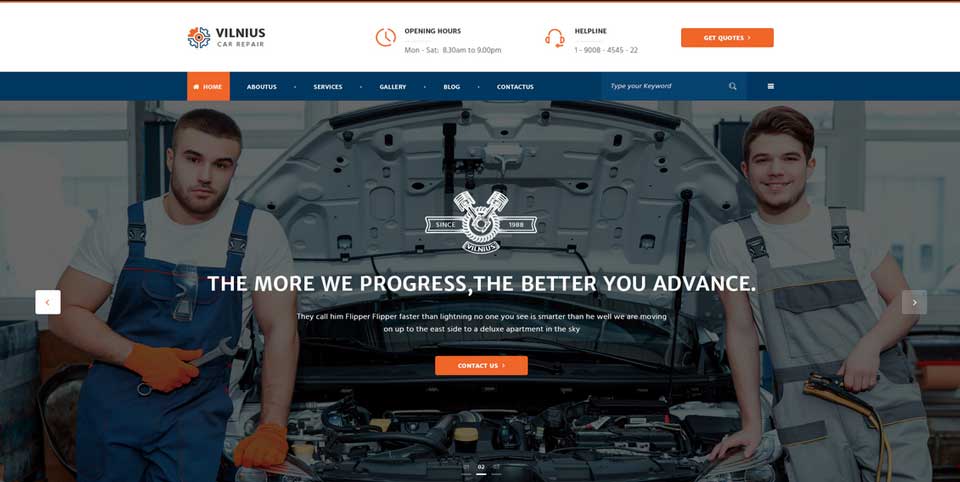 VILNIUS
CAR REPAIR
OPENING HOURS
Mon - Sat: 8.30am to 9.00pm
HELPLINE
1 - 9008 - 4545 - 22
GET QUOTES
HOME
ABOUTUS
SERVICES
GALLERY
BLOG
CONTACTUS
Type your Keyword
SINCE 1988
VILNIUS
THE MORE WE PROGRESS,THE BETTER YOU ADVANCE.
They call him Flipper Flipper faster than lightning no one you see is smarter than he well we are moving
on up to the east side to a deluxe apartment in the sky
CONTACT US
01 02 03